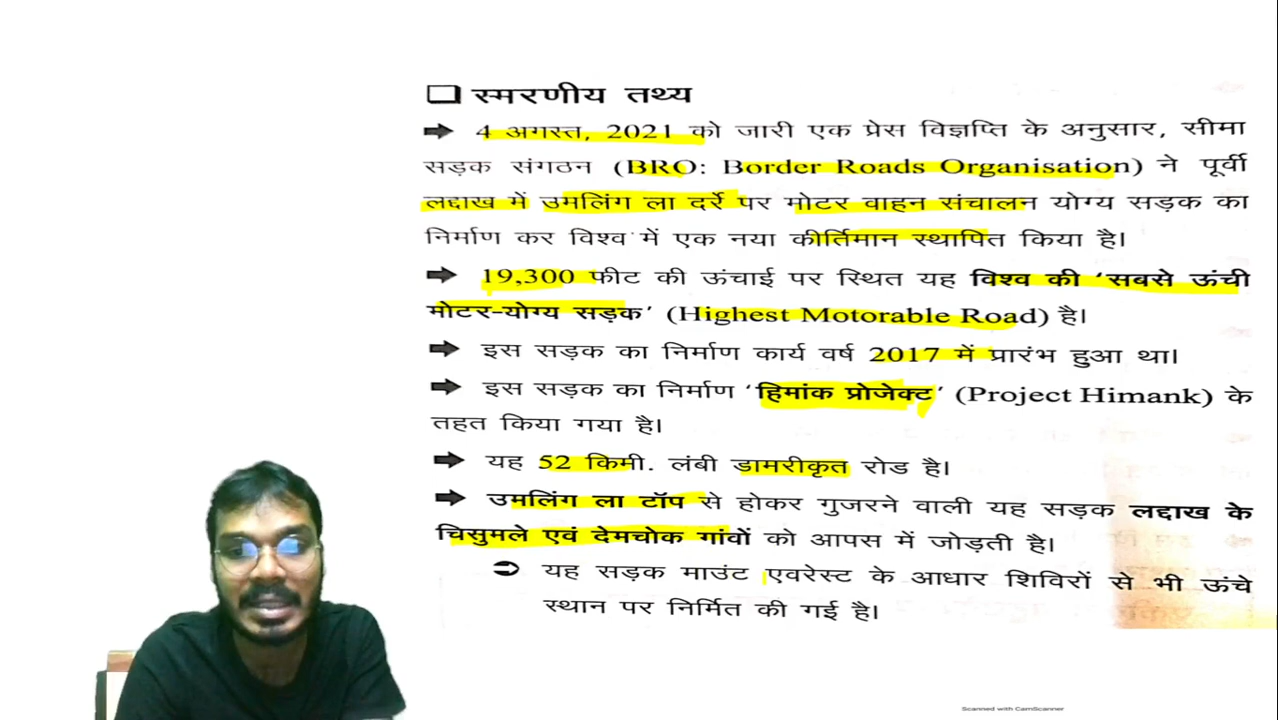 ❑ स्मरणीय तथ्य
➡ 4 अगस्त, 2021 को जारी एक प्रेस विज्ञप्ति के अनुसार, सीमा
सड़क संगठन (BRO: Border Roads Organisation) ने पूर्वी
लद्दाख में उमलिंग ला दर्रे पर मोटर वाहन संचालन योग्य सड़क का
निर्माण कर विश्व में एक नया कीर्तिमान स्थापित किया है।
➡ 19,300 फीट की ऊंचाई पर स्थित यह विश्व की ‘सबसे ऊंची
मोटर-योग्य सड़क’ (Highest Motorable Road) है।
➡ इस सड़क का निर्माण कार्य वर्ष 2017 में प्रारंभ हुआ था।
➡ इस सड़क का निर्माण ‘हिमांक प्रोजेक्ट’ (Project Himank) के
तहत किया गया है।
➡ यह 52 किमी. लंबी डामरीकृत रोड है।
➡ उमलिंग ला टॉप से होकर गुजरने वाली यह सड़क लद्दाख के
चिसुमले एवं देमचोक गांवों को आपस में जोड़ती है।
➲ यह सड़क माउंट एवरेस्ट के आधार शिविरों से भी ऊंचे
स्थान पर निर्मित की गई है।
Scanned with CamScanner